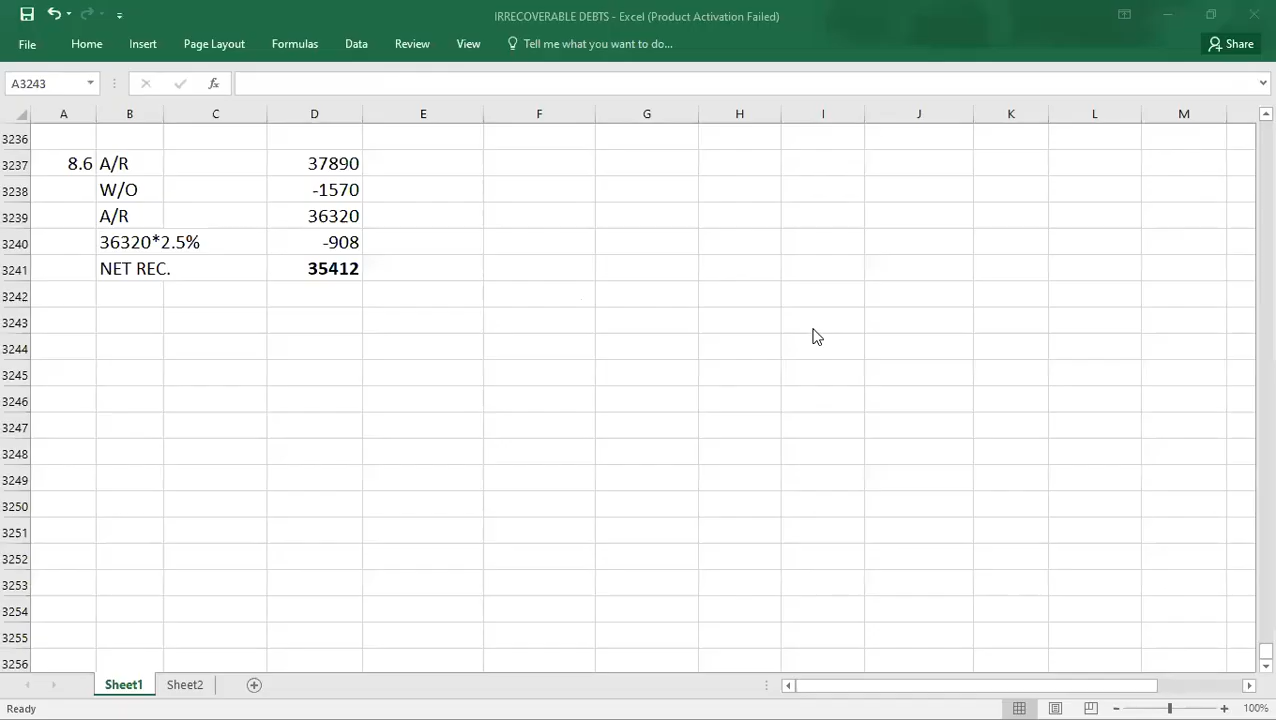 IRRECOVERABLE DEBTS - Excel (Product Activation Failed)
File Home Insert Page Layout Formulas Data Review View Tell me what you want to do... Share
A3243 fx
A B C D E F G H I J K L M
3236
3237 8.6 A/R 37890
3238 W/O -1570
3239 A/R 36320
3240 36320*2.5% -908
3241 NET REC. 35412
3242
3243
3244
3245
3246
3247
3248
3249
3250
3251
3252
3253
3254
3255
3256
Sheet1 Sheet2
Ready 100%